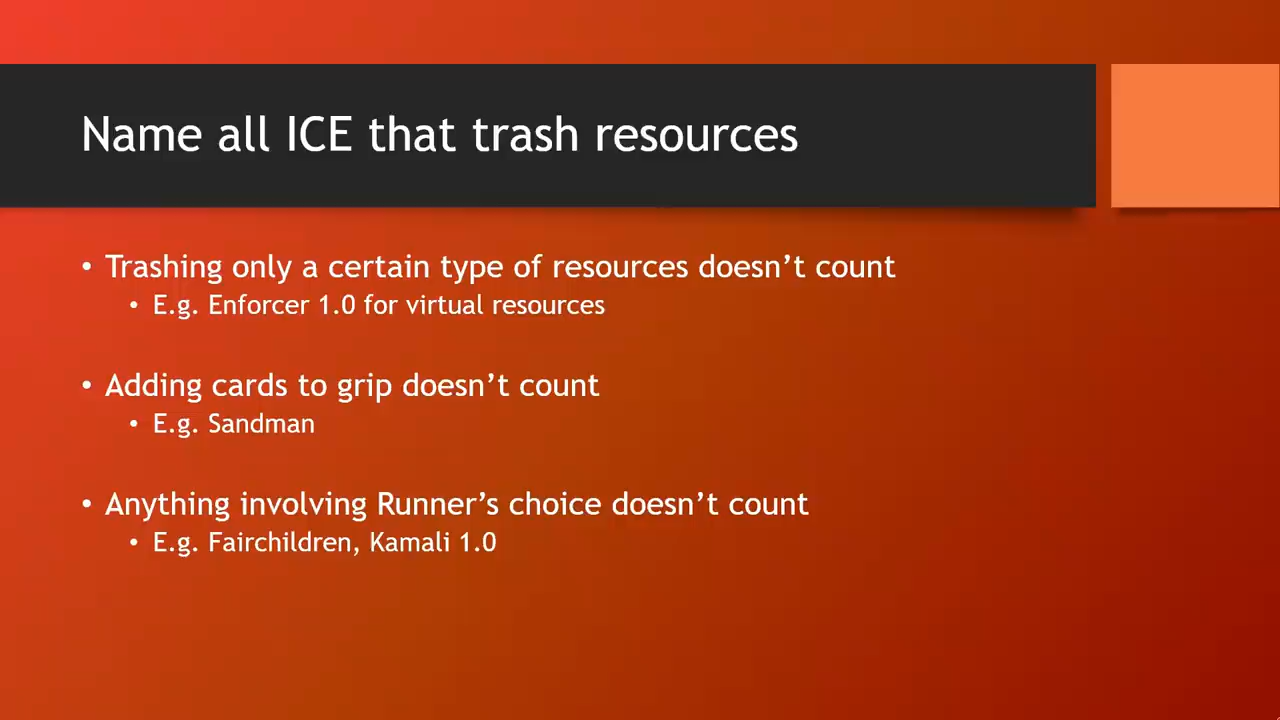 Name all ICE that trash resources
• Trashing only a certain type of resources doesn’t count
• E.g. Enforcer 1.0 for virtual resources
• Adding cards to grip doesn’t count
• E.g. Sandman
• Anything involving Runner’s choice doesn’t count
• E.g. Fairchildren, Kamali 1.0